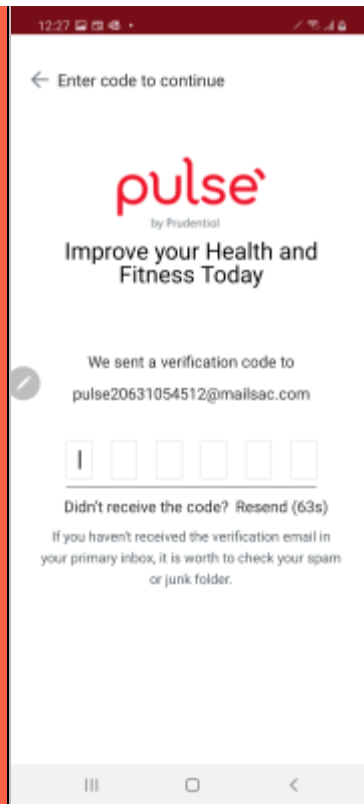 12:27
Enter code to continue
pulse
by Prudential
Improve your Health and
Fitness Today
We sent a verification code to
pulse20631054512@mailsac.com
Didn't receive the code? Resend (63s)
If you haven't received the verification email in
your primary inbox, it is worth to check your spam
or junk folder.